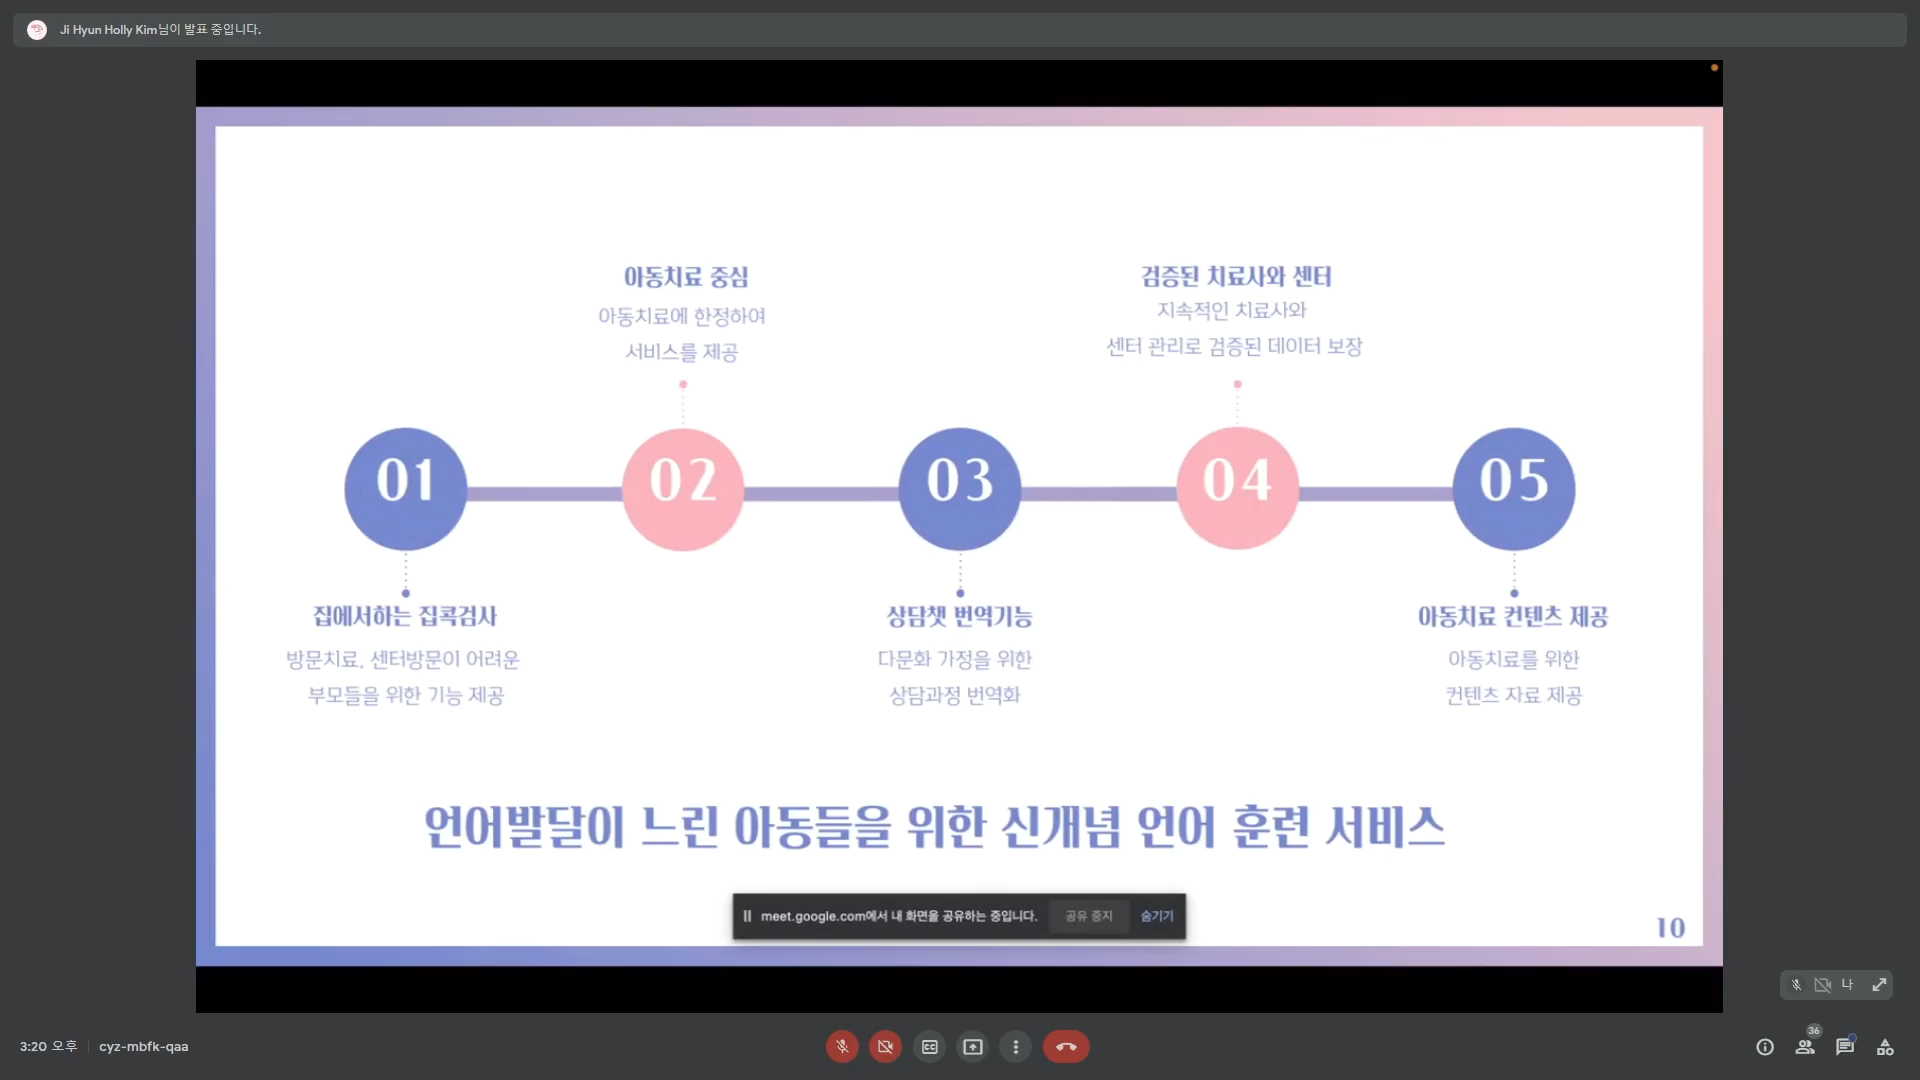 Ji Hyun Holly Kim님이 발표 중입니다.
아동치료 중심
아동치료에 한정하여
서비스를 제공
검증된 치료사와 센터
지속적인 치료사와
센터 관리로 검증된 데이터 보장
01
02
03
04
05
집에서하는 집콕검사
방문치료, 센터방문이 어려운
부모들을 위한 기능 제공
상담챗 번역기능
다문화 가정을 위한
상담과정 번역화
아동치료 컨텐츠 제공
아동치료를 위한
컨텐츠 자료 제공
언어발달이 느린 아동들을 위한 신개념 언어 훈련 서비스
meet.google.com에서 내 화면을 공유하는 중입니다. 공유 중지 숨기기
10
나
3:20 오후 cyz-mbfk-qaa
36